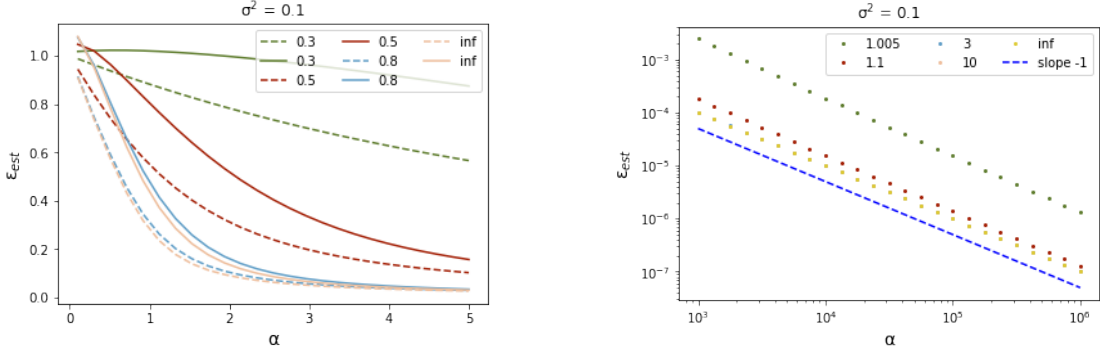 σ² = 0.1
0.3 0.5 inf
0.3 0.8 inf
0.5 0.8
1.0
0.8
0.6
0.4
0.2
0.0
ε_est
0 1 2 3 4 5
α
σ² = 0.1
1.005 3 inf
1.1 10 slope -1
10⁻³
10⁻⁴
10⁻⁵
10⁻⁶
10⁻⁷
ε_est
10³ 10⁴ 10⁵ 10⁶
α